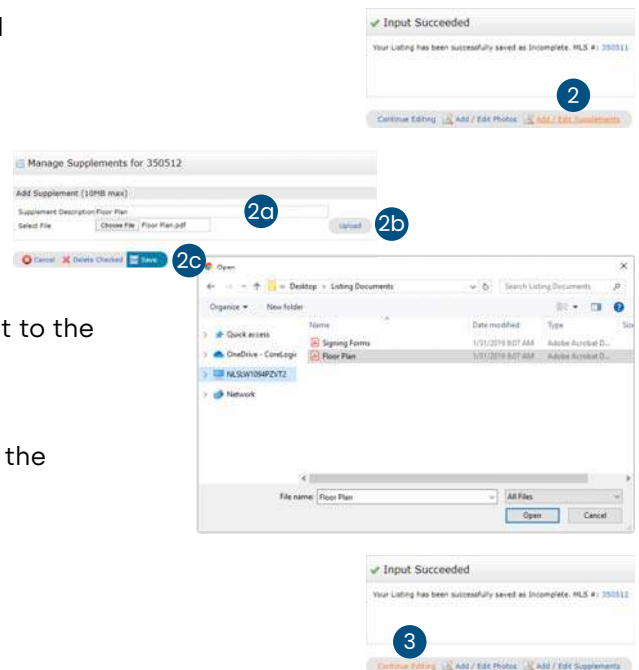 Input Succeeded
Your Listing has been successfully saved as Incomplete. MLS #: 350511
2
Continue Editing Add / Edit Photos Add / Edit Supplements
Manage Supplements for 350512
Add Supplement (10MB max)
Supplement Description Floor Plan
2a
Select File Choose File Floor Plan.pdf Upload
2b
Cancel Delete Checked Save
2c
Open
Desktop Listing Documents Search Listing Documents
Organize New folder
Name Date modified Type
Quick access
Signing Forms 1/31/2019 8:07 AM Adobe Acrobat D...
OneDrive - CoreLogic
Floor Plan 1/31/2019 8:07 AM Adobe Acrobat D...
NLSLW1094PZVT2
Network
t to the
the
File name: Floor Plan All Files
Open Cancel
Input Succeeded
Your Listing has been successfully saved as Incomplete. MLS #: 350512
3
Continue Editing Add / Edit Photos Add / Edit Supplements